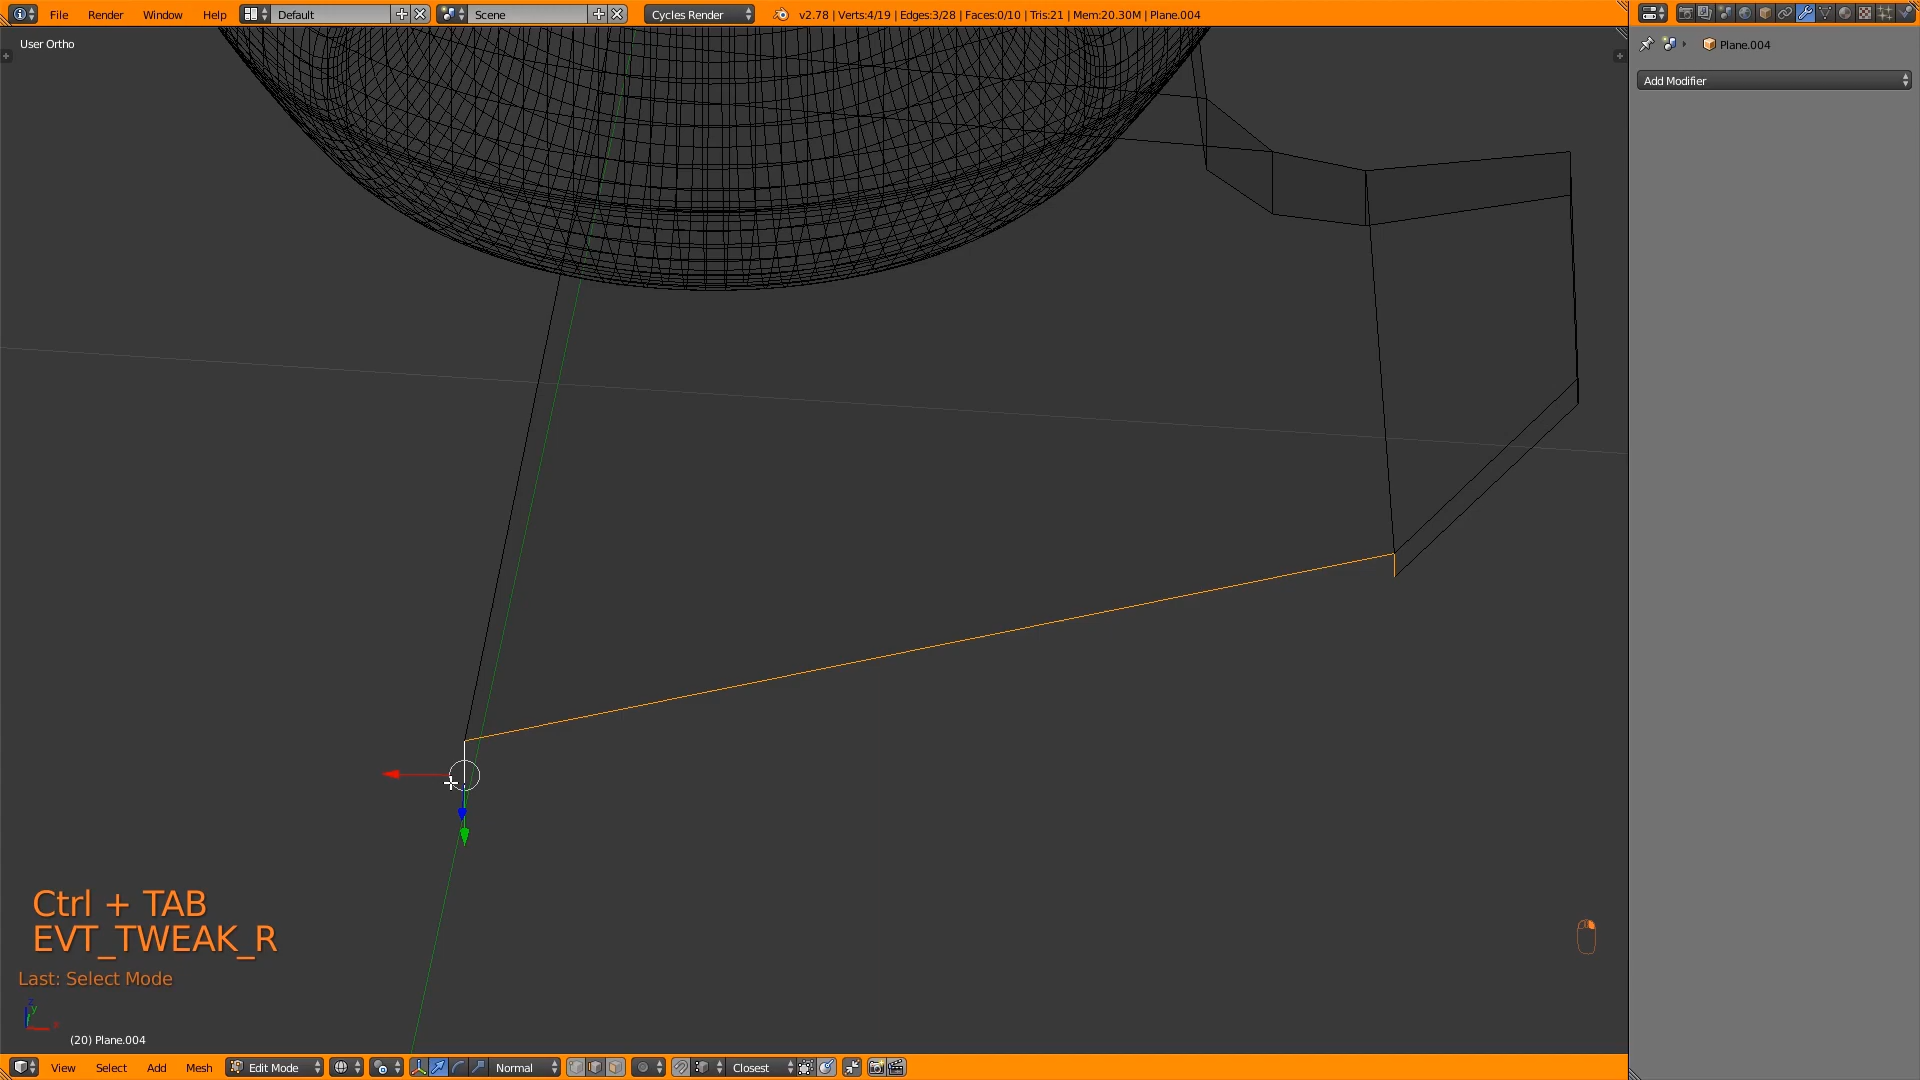 File Render Window Help Default Scene Cycles Render v2.78 | Verts:4/19 | Edges:3/28 | Faces:0/10 | Tris:21 | Mem:20.30M | Plane.004
User Ortho
Plane.004
Add Modifier
Ctrl + TAB
EVT_TWEAK_R
Last: Select Mode
(20) Plane.004
View Select Add Mesh Edit Mode Normal Closest